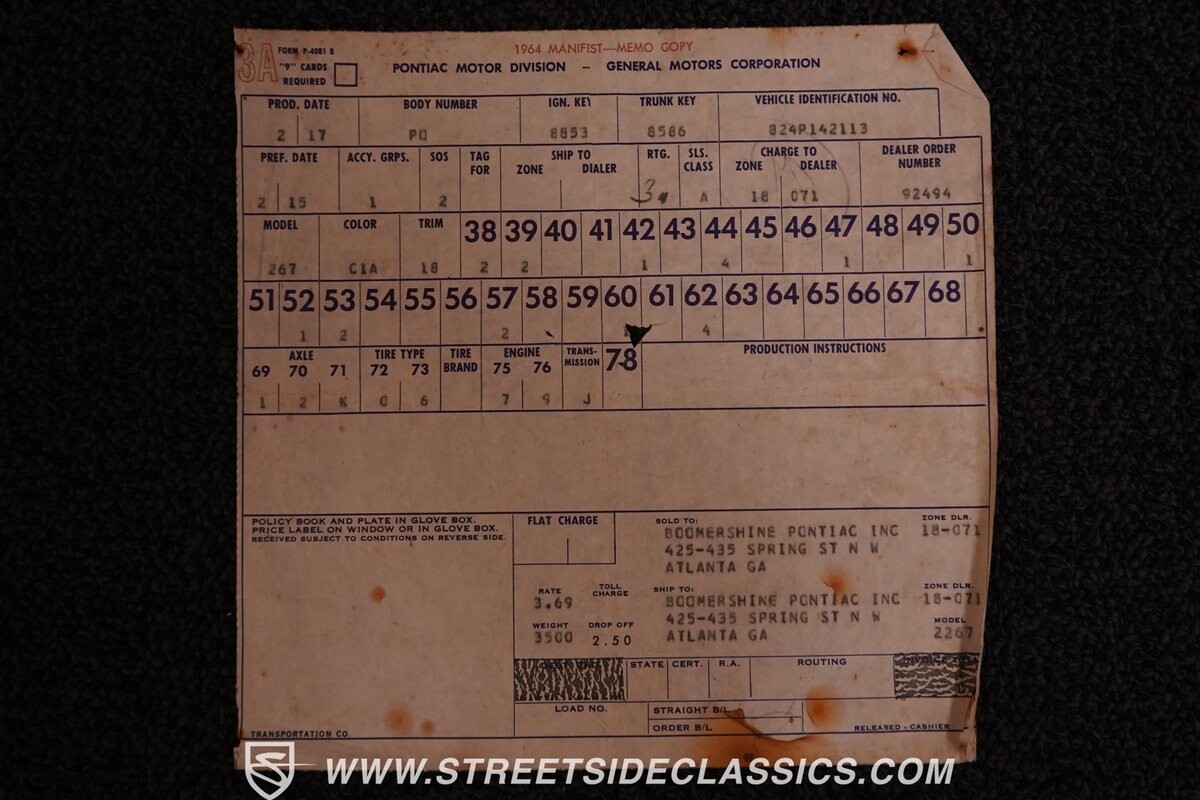 3A
FORM P-4081 B
"9" CARDS
REQUIRED
1964 MANIFEST—MEMO COPY
PONTIAC MOTOR DIVISION – GENERAL MOTORS CORPORATION
PROD. DATE BODY NUMBER IGN. KEY TRUNK KEY VEHICLE IDENTIFICATION NO.
2 17 PO 8853 8586 824P142113
PREF. DATE ACCY. GRPS. SOS TAG FOR SHIP TO ZONE DIALER RTG. SLS. CLASS CHARGE TO ZONE DEALER DEALER ORDER NUMBER
2 15 1 2 3 A 18 071 92494
MODEL COLOR TRIM 38 39 40 41 42 43 44 45 46 47 48 49 50
267 C1A 18 2 2 1 4 1 1
51 52 53 54 55 56 57 58 59 60 61 62 63 64 65 66 67 68
1 2 2 4
AXLE TIRE TYPE TIRE BRAND ENGINE TRANS-MISSION 78 PRODUCTION INSTRUCTIONS
69 70 71 72 73 75 76
1 2 K 0 6 7 9 J
POLICY BOOK AND PLATE IN GLOVE BOX.
PRICE LABEL ON WINDOW OR IN GLOVE BOX.
RECEIVED SUBJECT TO CONDITIONS ON REVERSE SIDE.
FLAT CHARGE
SOLD TO: ZONE DLR.
BOOMERSHINE PONTIAC INC 18-071
425-435 SPRING ST N W
ATLANTA GA
RATE TOLL CHARGE
3.69
WEIGHT DROP OFF
3500 2.50
SHIP TO: ZONE DLR.
BOOMERSHINE PONTIAC INC 18-071
425-435 SPRING ST N W MODEL
ATLANTA GA 2267
STATE CERT. R.A. ROUTING
LOAD NO. STRAIGHT B/L
ORDER B/L RELEASED - CASHIER
TRANSPORTATION CO.
WWW.STREETSIDECLASSICS.COM